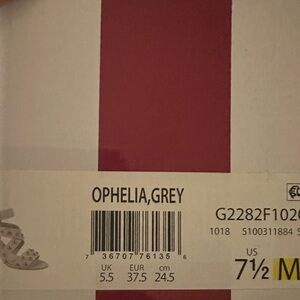 OPHELIA,GREY
G2282F1020
1018 S100311884 S
7 36707 76135 6
UK EUR cm
5.5 37.5 24.5
US
7½ M